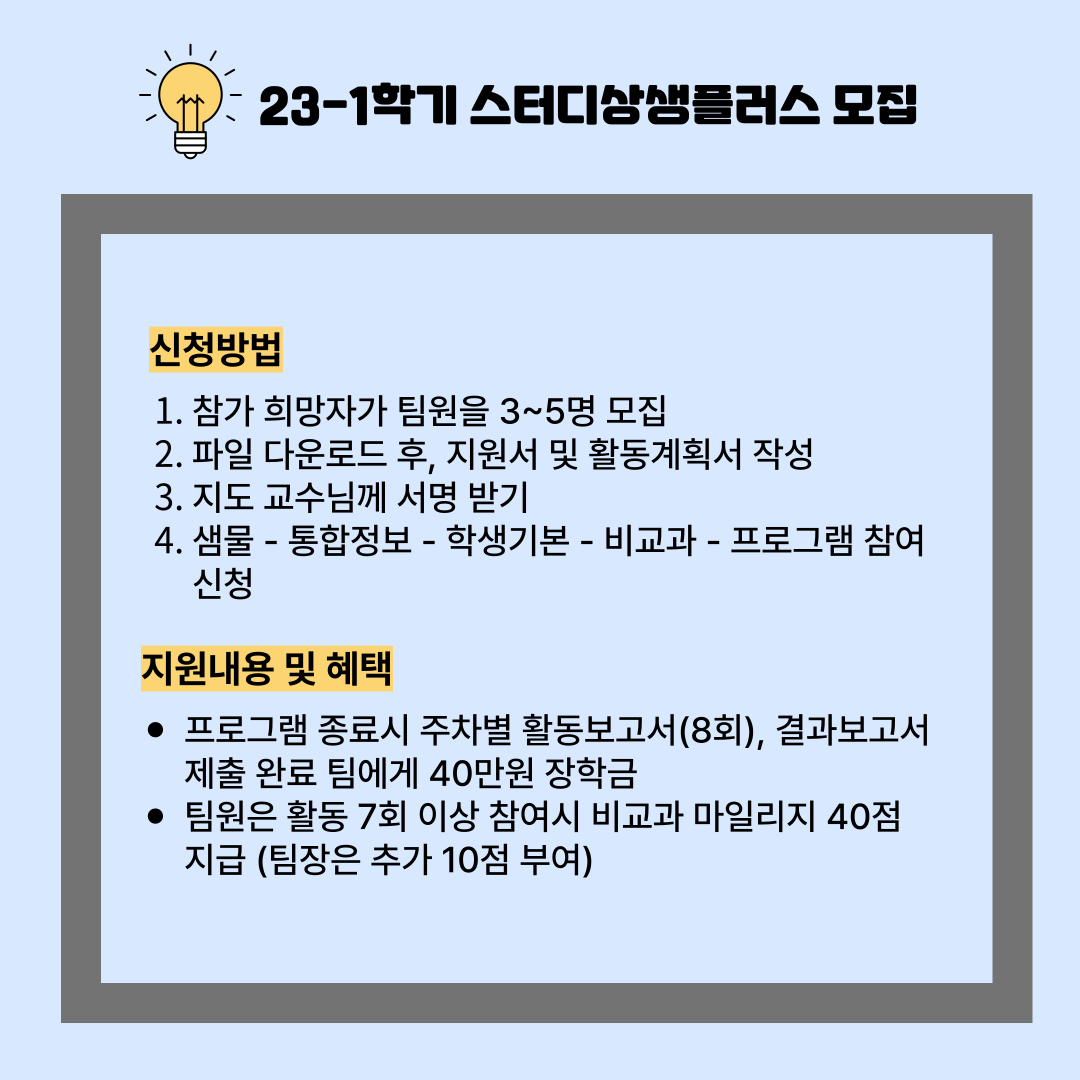 23-1학기 스터디상생플러스 모집
신청방법
1. 참가 희망자가 팀원을 3~5명 모집
2. 파일 다운로드 후, 지원서 및 활동계획서 작성
3. 지도 교수님께 서명 받기
4. 샘물 - 통합정보 - 학생기본 - 비교과 - 프로그램 참여
신청
지원내용 및 혜택
• 프로그램 종료시 주차별 활동보고서(8회), 결과보고서
제출 완료 팀에게 40만원 장학금
• 팀원은 활동 7회 이상 참여시 비교과 마일리지 40점
지급 (팀장은 추가 10점 부여)